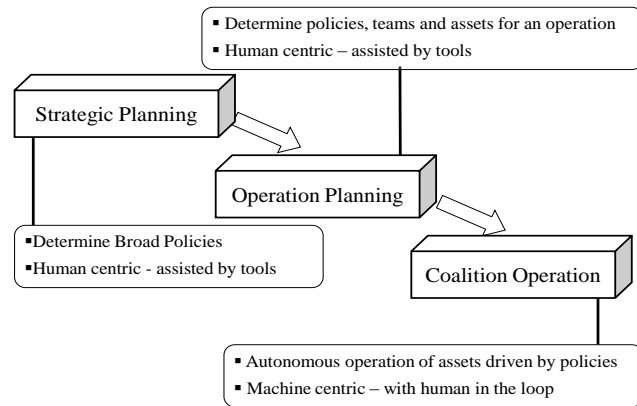 ▪ Determine policies, teams and assets for an operation
▪ Human centric – assisted by tools
Strategic Planning
Operation Planning
▪Determine Broad Policies
▪Human centric - assisted by tools
Coalition Operation
▪ Autonomous operation of assets driven by policies
▪ Machine centric – with human in the loop